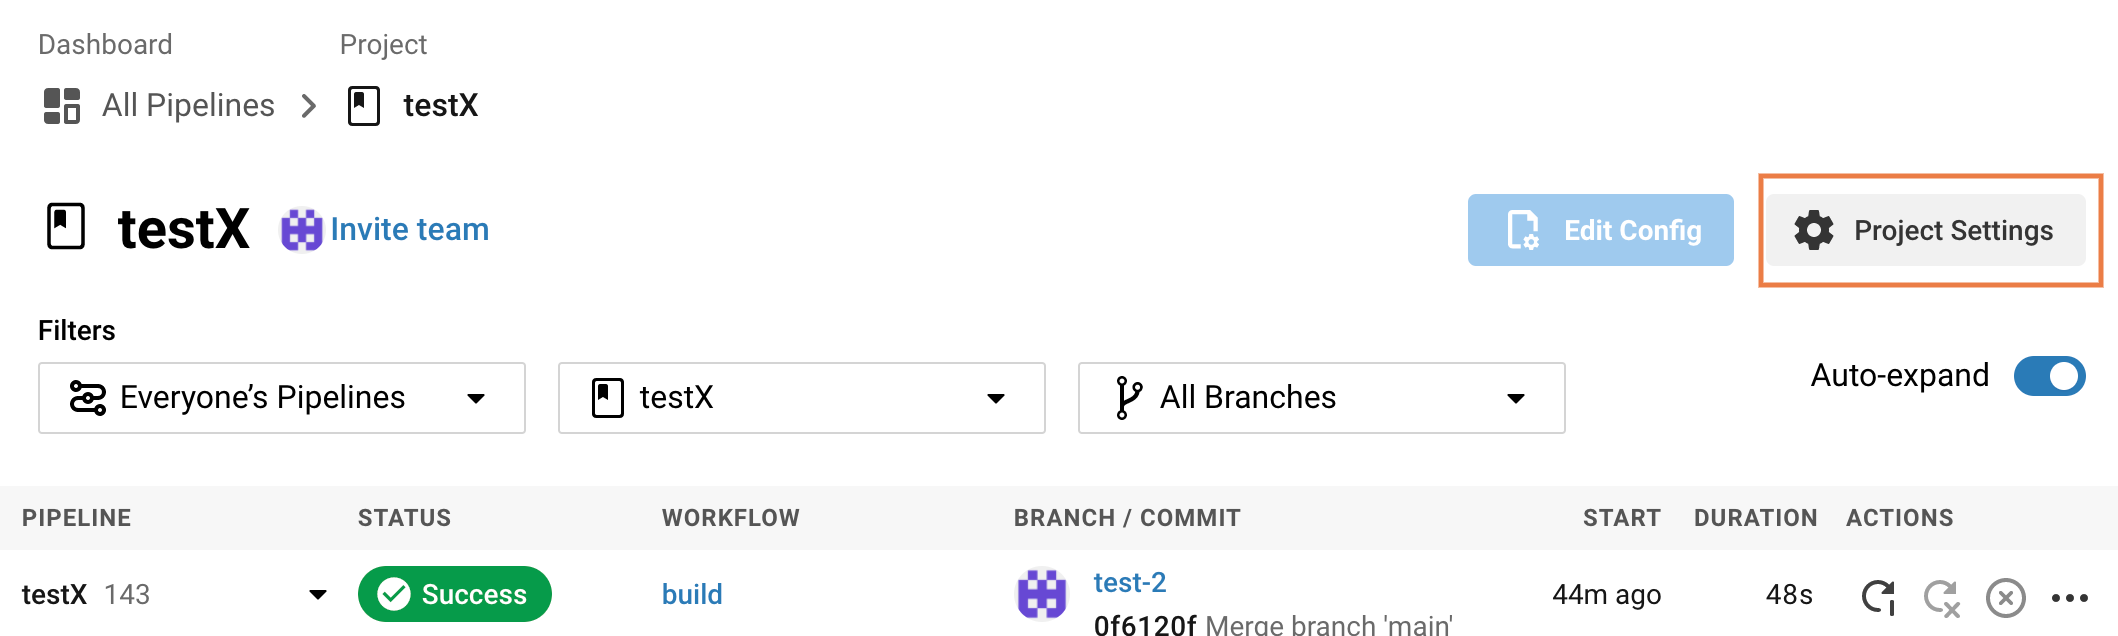 Dashboard Project
All Pipelines testX
testX Invite team Edit Config Project Settings
Filters
Everyone’s Pipelines testX All Branches Auto-expand
PIPELINE STATUS WORKFLOW BRANCH / COMMIT START DURATION ACTIONS
testX 143 Success build test-2 44m ago 48s
0f6120f Merge branch 'main'